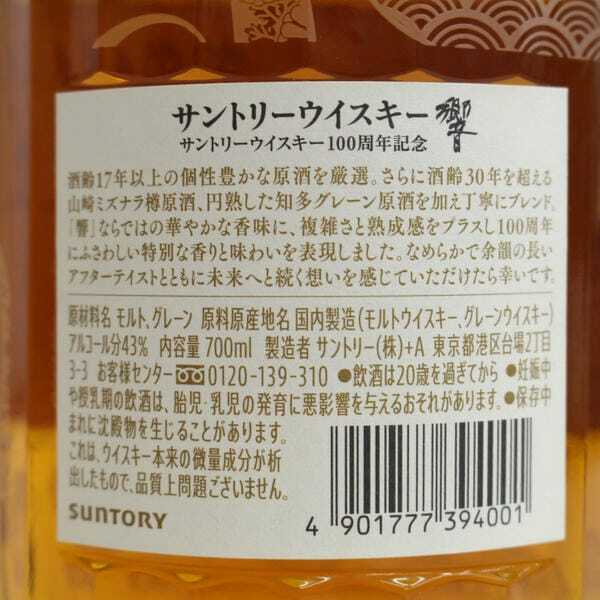 サントリーウイスキー 響
サントリーウイスキー100周年記念
酒齢17年以上の個性豊かな原酒を厳選。さらに酒齢30年を超える
山崎ミズナラ樽原酒、円熟した知多グレーン原酒を加え丁寧にブレンド。
「響」ならではの華やかな香味に、複雑さと熟成感をプラスし100周年
にふさわしい特別な香りと味わいを表現しました。なめらかで余韻の長い
アフターテイストとともに未来へと続く想いを感じていただけたら幸いです。
原材料名 モルト、グレーン 原料原産地名 国内製造(モルトウイスキー、グレーンウイスキー)
アルコール分43% 内容量 700ml 製造者 サントリー(株)+A 東京都港区台場2丁目
3-3 お客様センター 0120-139-310 ●飲酒は20歳を過ぎてから ●妊娠中
や授乳期の飲酒は、胎児・乳児の発育に悪影響を与えるおそれがあります。●保存中
まれに沈殿物を生じることがあります。
これは、ウイスキー本来の微量成分が析
出したもので、品質上問題ございません。
SUNTORY
4 901777 394001